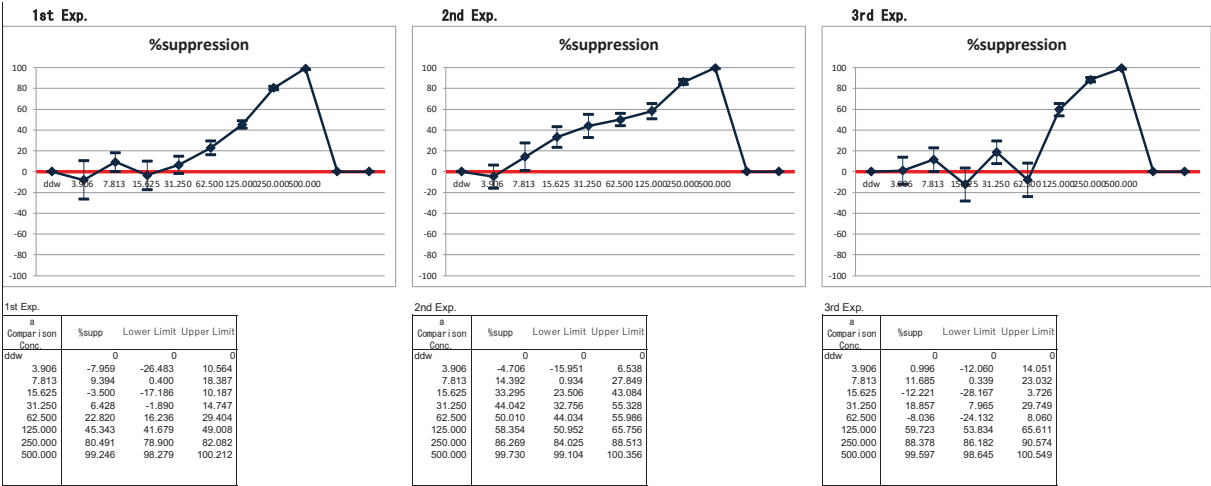 1st Exp.
%suppression
100
80
60
40
20
0
-20
-40
-60
-80
-100
ddw 3.906 7.813 15.625 31.250 62.500 125.000 250.000 500.000
2nd Exp.
%suppression
100
80
60
40
20
0
-20
-40
-60
-80
-100
ddw 3.906 7.813 15.625 31.250 62.500 125.000 250.000 500.000
3rd Exp.
%suppression
100
80
60
40
20
0
-20
-40
-60
-80
-100
ddw 3.906 7.813 15.625 31.250 62.500 125.000 250.000 500.000
1st Exp.
a
Comparison
Conc.
%supp Lower Limit Upper Limit
ddw 0 0 0
3.906 -7.959 -26.483 10.564
7.813 9.394 0.400 18.387
15.625 -3.500 -17.186 10.187
31.250 6.428 -1.890 14.747
62.500 22.820 16.236 29.404
125.000 45.343 41.679 49.008
250.000 80.491 78.900 82.082
500.000 99.246 98.279 100.212
2nd Exp.
a
Comparison
Conc.
%supp Lower Limit Upper Limit
ddw 0 0 0
3.906 -4.706 -15.951 6.538
7.813 14.392 0.934 27.849
15.625 33.295 23.506 43.084
31.250 44.042 32.756 55.328
62.500 50.010 44.034 55.986
125.000 58.354 50.952 65.756
250.000 86.269 84.025 88.513
500.000 99.730 99.104 100.356
3rd Exp.
a
Comparison
Conc.
%supp Lower Limit Upper Limit
ddw 0 0 0
3.906 0.996 -12.060 14.051
7.813 11.685 0.339 23.032
15.625 -12.221 -28.167 3.726
31.250 18.857 7.965 29.749
62.500 -8.036 -24.132 8.060
125.000 59.723 53.834 65.611
250.000 88.378 86.182 90.574
500.000 99.597 98.645 100.549